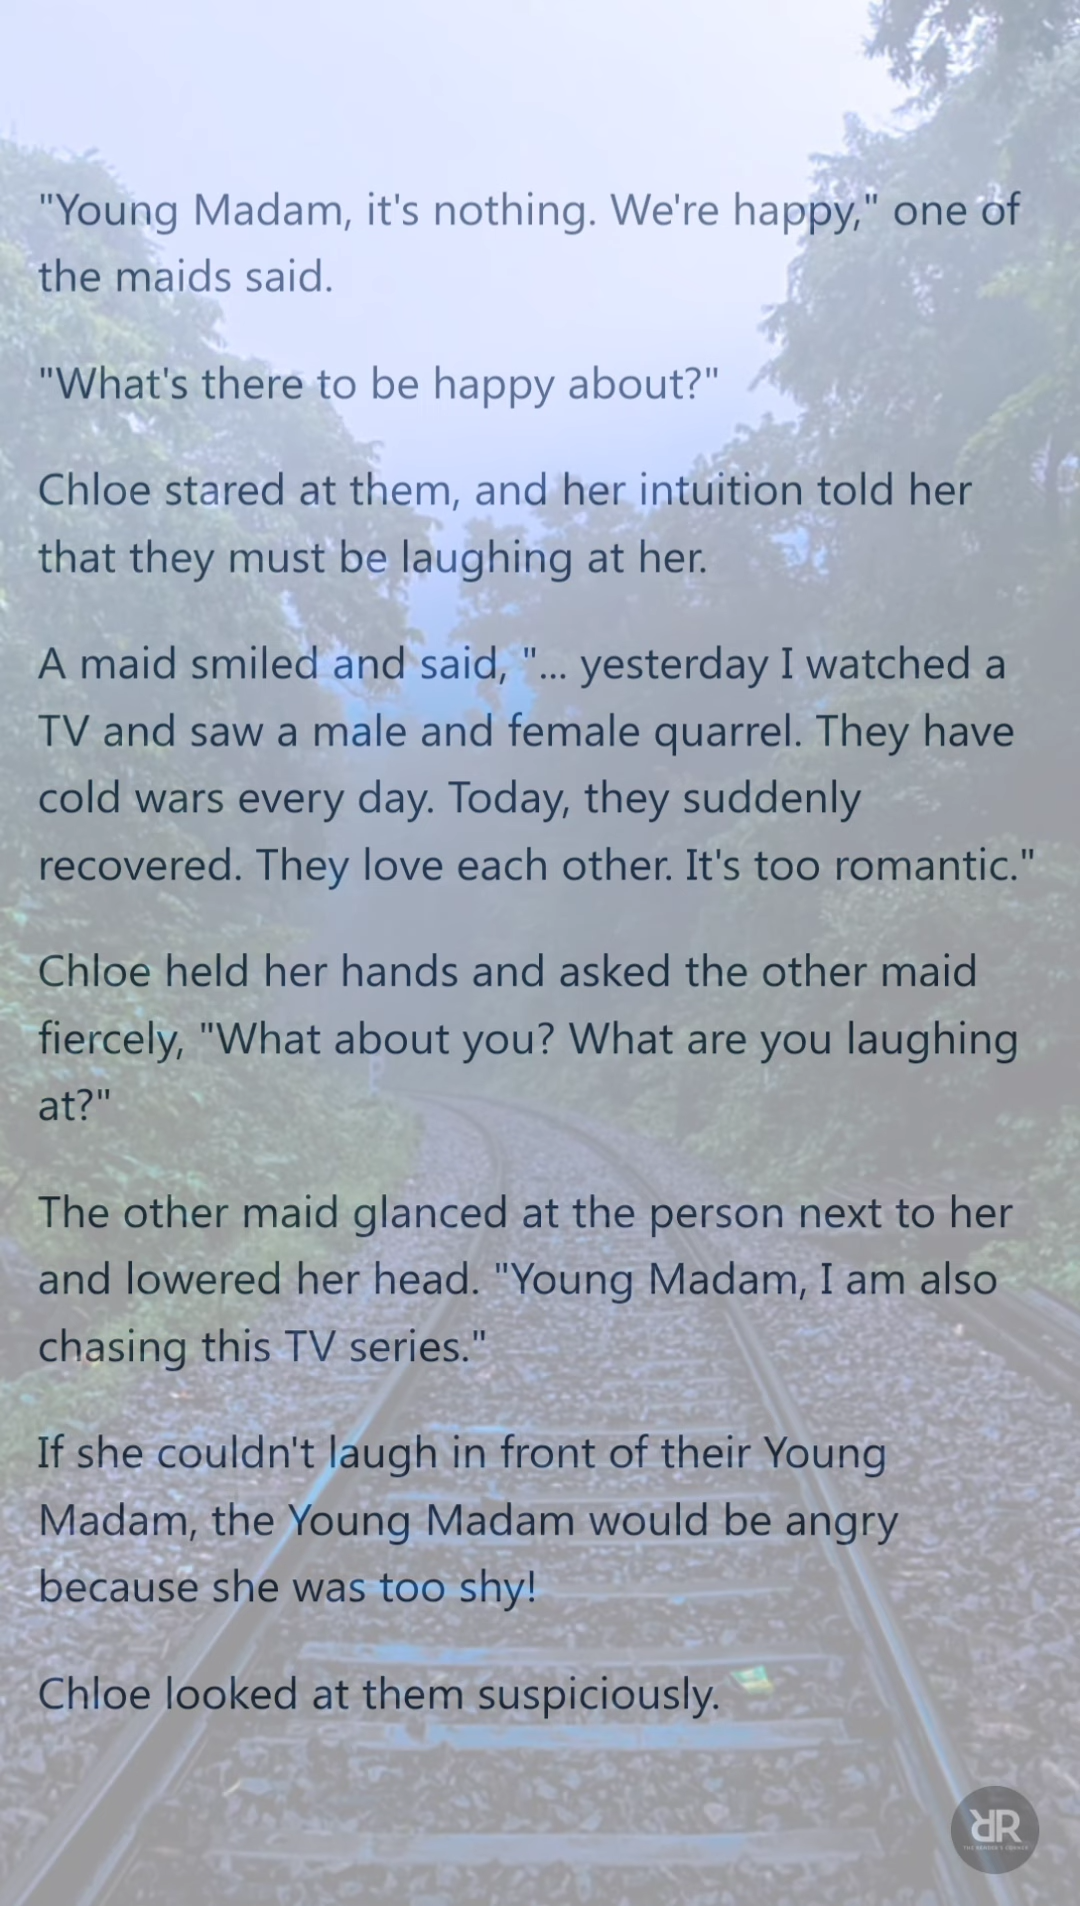 "Young Madam, it's nothing. We're happy," one of
the maids said.
"What's there to be happy about?"
Chloe stared at them, and her intuition told her
that they must be laughing at her.
A maid smiled and said, "... yesterday I watched a
TV and saw a male and female quarrel. They have
cold wars every day. Today, they suddenly
recovered. They love each other. It's too romantic."
Chloe held her hands and asked the other maid
fiercely, "What about you? What are you laughing
at?"
The other maid glanced at the person next to her
and lowered her head. "Young Madam, I am also
chasing this TV series."
If she couldn't laugh in front of their Young
Madam, the Young Madam would be angry
because she was too shy!
Chloe looked at them suspiciously.
RR
THE READER'S CORNER